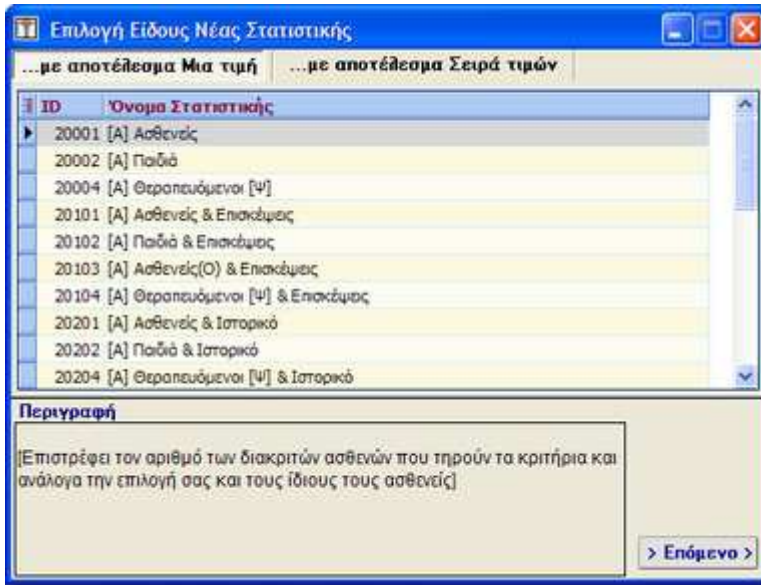 Επιλογή Είδους Νέας Στατιστικής
...με αποτέλεσμα Μια τιμή ...με αποτέλεσμα Σειρά τιμών
ID Όνομα Στατιστικής
20001 [Α] Ασθενείς
20002 [Α] Παιδιά
20004 [Α] Θεραπευόμενοι [Ψ]
20101 [Α] Ασθενείς & Επισκέψεις
20102 [Α] Παιδιά & Επισκέψεις
20103 [Α] Ασθενείς(Ο) & Επισκέψεις
20104 [Α] Θεραπευόμενοι [Ψ] & Επισκέψεις
20201 [Α] Ασθενείς & Ιστορικό
20202 [Α] Παιδιά & Ιστορικό
20204 [Α] Θεραπευόμενοι [Ψ] & Ιστορικό
Περιγραφή
[Επιστρέφει τον αριθμό των διακριτών ασθενών που τηρούν τα κριτήρια και
ανάλογα την επιλογή σας και τους ίδιους τους ασθενείς]
> Επόμενο >